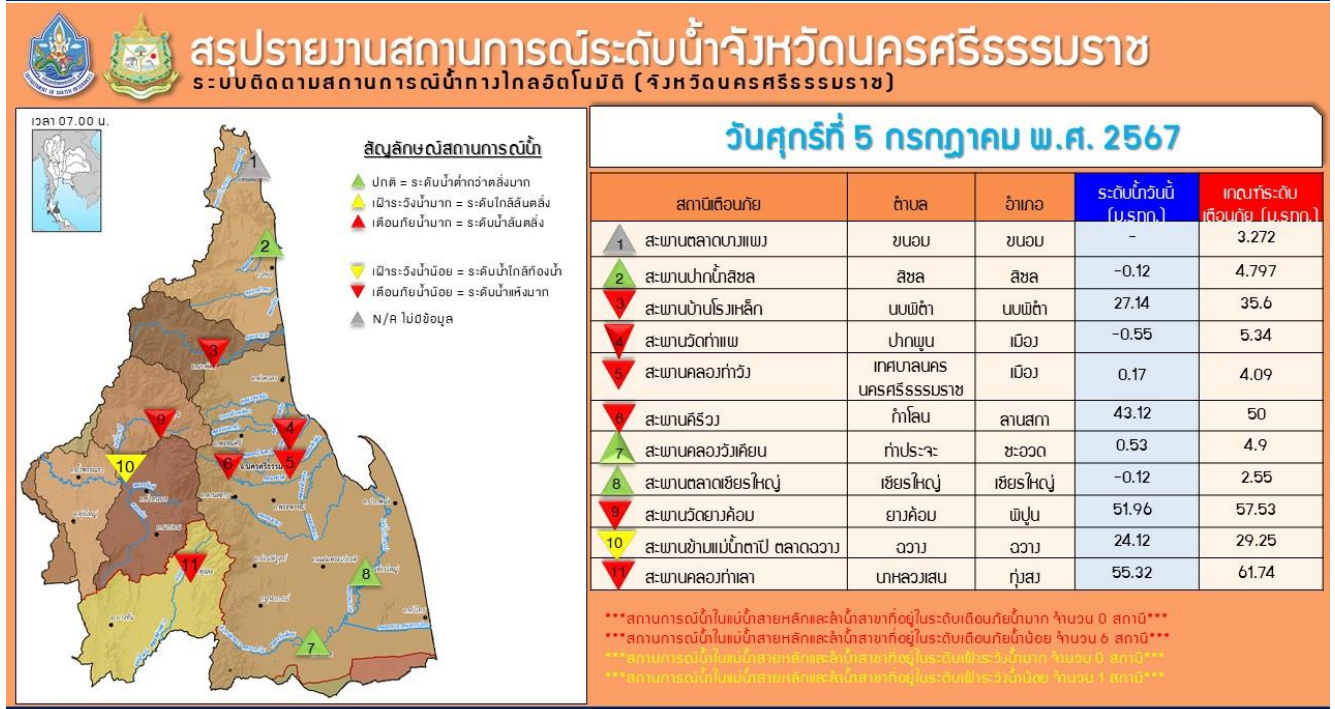 สรุปรายงานสถานการณ์ระดับน้ำจังหวัดนครศรีธรรมราช
ระบบติดตามสถานการณ์น้ำทางไกลอัตโนมัติ (จังหวัดนครศรีธรรมราช)
เวลา 07.00 น.
สัญลักษณ์สถานการณ์น้ำ
ปกติ = ระดับน้ำต่ำกว่าตลิ่งมาก
เฝ้าระวังน้ำมาก = ระดับใกล้ล้นตลิ่ง
เตือนภัยน้ำมาก = ระดับน้ำล้นตลิ่ง
เฝ้าระวังน้ำน้อย = ระดับน้ำใกล้ท้องน้ำ
เตือนภัยน้ำน้อย = ระดับน้ำแห้งมาก
N/A ไม่มีข้อมูล
1
2
3
9
4
10
6
5
11
8
7
วันศุกร์ที่ 5 กรกฎาคม พ.ศ. 2567
สถานีเตือนภัย ตำบล อำเภอ ระดับน้ำวันนี้ (ม.รทก.) เกณฑ์ระดับเตือนภัย (ม.รทก.)
1 สะพานตลาดบางแพง ขนอม ขนอม - 3.272
2 สะพานปากน้ำสิชล สิชล สิชล -0.12 4.797
3 สะพานบ้านโรงเหล็ก นบพิตำ นบพิตำ 27.14 35.6
4 สะพานวัดท่าแพ ปากพูน เมือง -0.55 5.34
5 สะพานคลองท่าวัง เทศบาลนครนครศรีธรรมราช เมือง 0.17 4.09
6 สะพานคีรีวง กำโลน ลานสกา 43.12 50
7 สะพานคลองวังเคียน ท่าประจะ ชะอวด 0.53 4.9
8 สะพานตลาดเชียรใหญ่ เชียรใหญ่ เชียรใหญ่ -0.12 2.55
9 สะพานวัดยางค้อม ยางค้อม พิปูน 51.96 57.53
10 สะพานข้ามแม่น้ำตาปี ตลาดฉวาง ฉวาง ฉวาง 24.12 29.25
11 สะพานคลองท่าเลา นาหลวงเสน ทุ่งสง 55.32 61.74
***สถานการณ์น้ำในแม่น้ำสายหลักและลำน้ำสาขาที่อยู่ในระดับเตือนภัยน้ำมาก จำนวน 0 สถานี***
***สถานการณ์น้ำในแม่น้ำสายหลักและลำน้ำสาขาที่อยู่ในระดับเตือนภัยน้ำน้อย จำนวน 6 สถานี***
***สถานการณ์น้ำในแม่น้ำสายหลักและลำน้ำสาขาที่อยู่ในระดับเฝ้าระวังน้ำมาก จำนวน 0 สถานี***
***สถานการณ์น้ำในแม่น้ำสายหลักและลำน้ำสาขาที่อยู่ในระดับเฝ้าระวังน้ำน้อย จำนวน 1 สถานี***